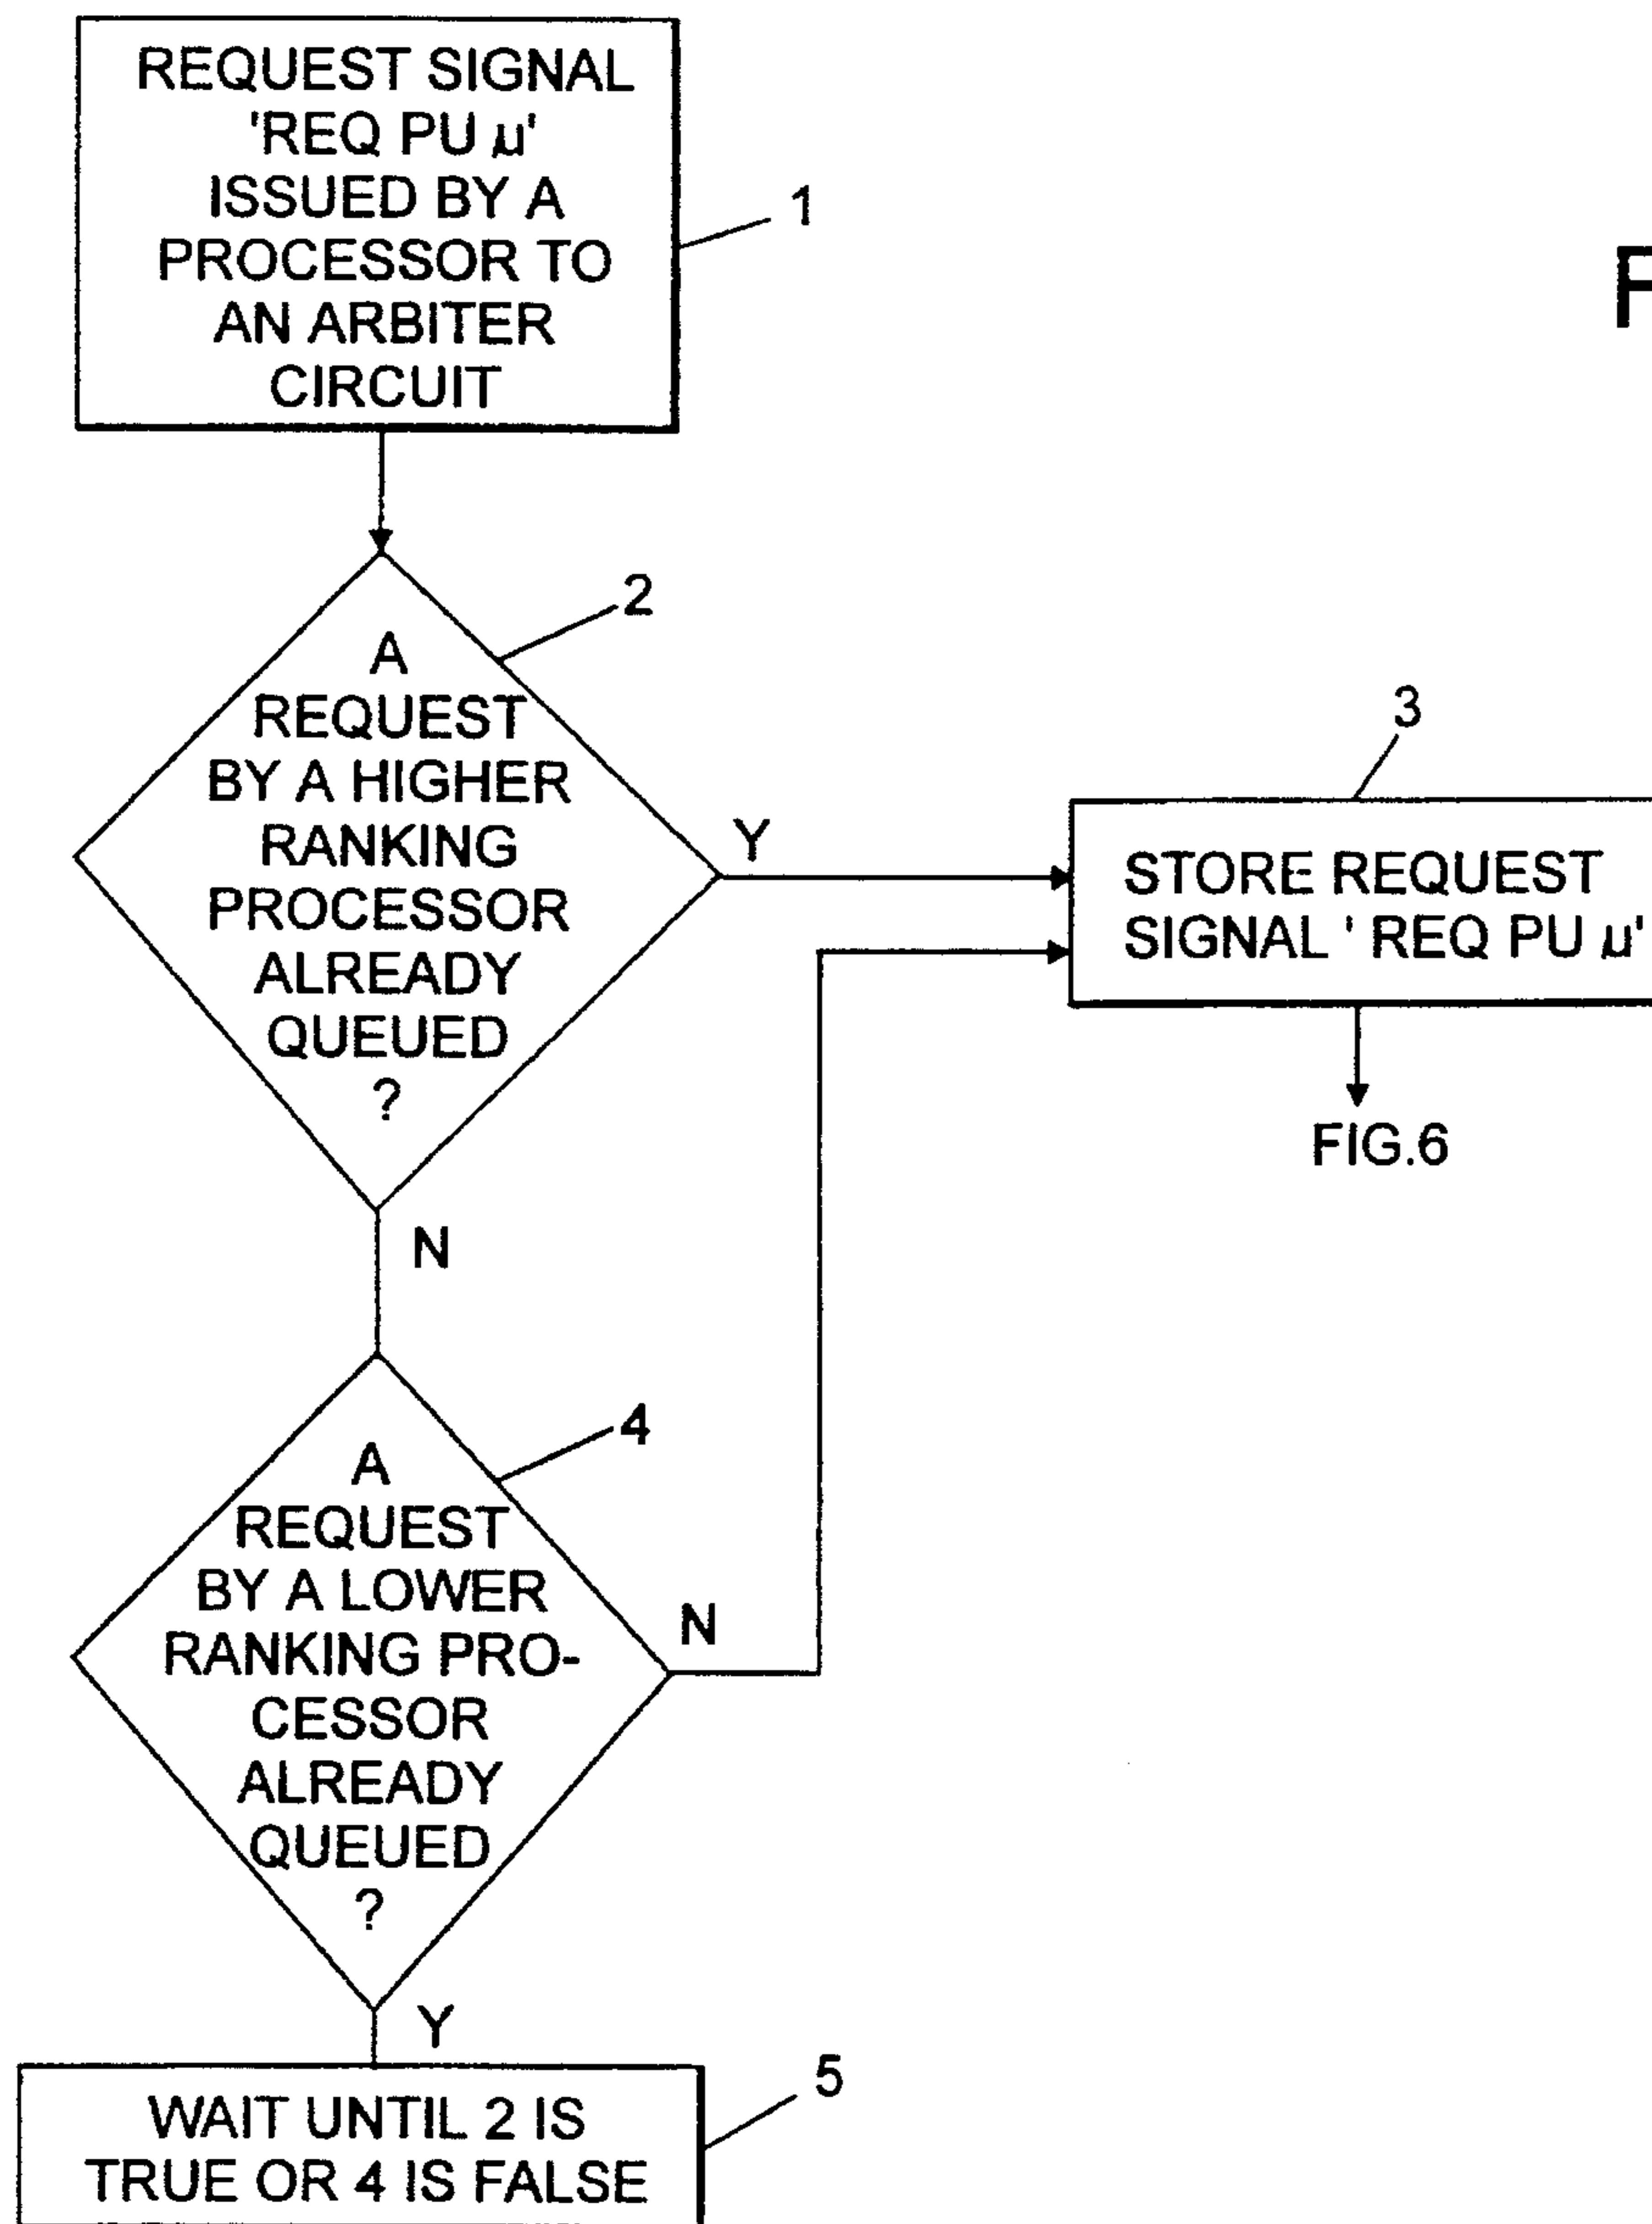 REQUEST SIGNAL
'REQ PU µ'
ISSUED BY A
PROCESSOR TO
AN ARBITER
CIRCUIT
1
F
2
A
REQUEST
BY A HIGHER
RANKING
PROCESSOR
ALREADY
QUEUED
?
Y
3
STORE REQUEST
SIGNAL ' REQ PU µ'
FIG.6
N
4
A
REQUEST
BY A LOWER
RANKING PRO-
CESSOR
ALREADY
QUEUED
?
N
Y
5
WAIT UNTIL 2 IS
TRUE OR 4 IS FALSE